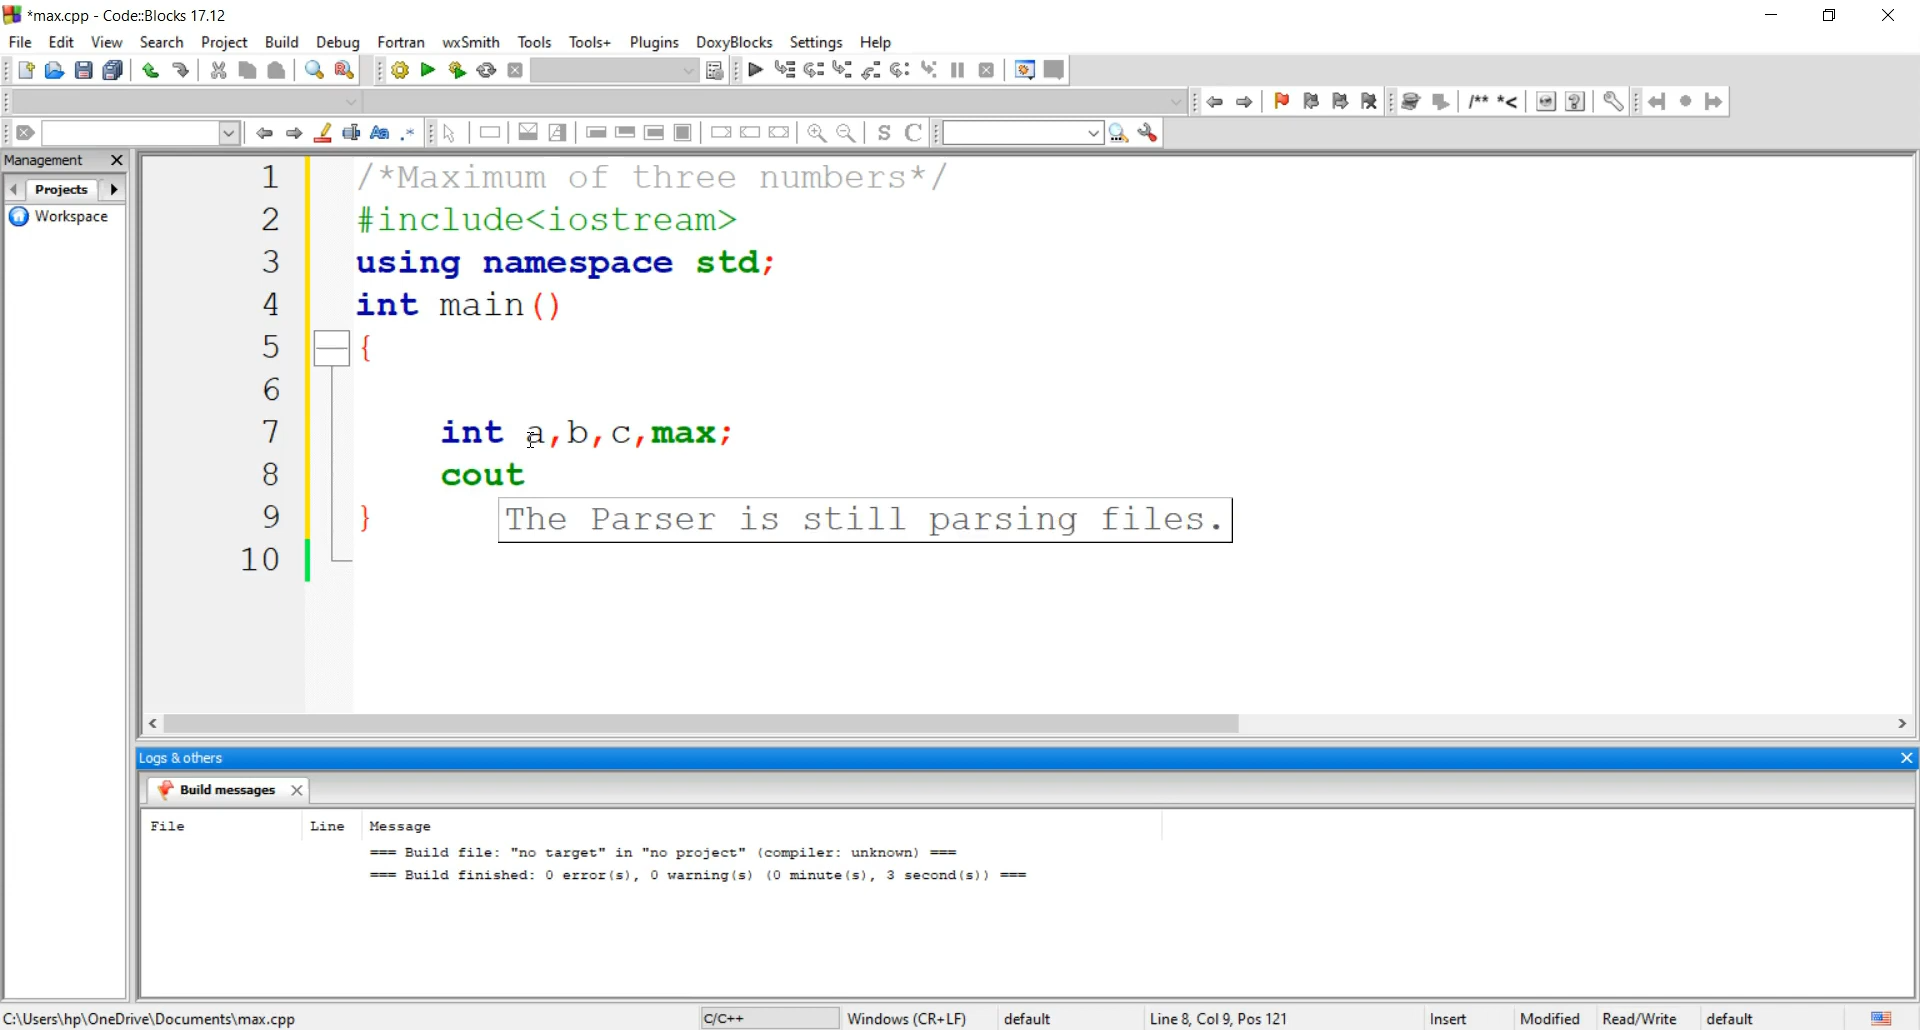 *max.cpp - Code::Blocks 17.12
File Edit View Search Project Build Debug Fortran wxSmith Tools Tools+ Plugins DoxyBlocks Settings Help
/** *<
Aa .* S C
Management
Projects
Workspace
1 /*Maximum of three numbers*/
2 #include<iostream>
3 using namespace std;
4 int main()
5 {
6
7 int a,b,c,max;
8 cout
9 }
The Parser is still parsing files.
10
Logs & others
Build messages
File Line Message
=== Build file: "no target" in "no project" (compiler: unknown) ===
=== Build finished: 0 error(s), 0 warning(s) (0 minute(s), 3 second(s)) ===
C:\Users\hp\OneDrive\Documents\max.cpp C/C++ Windows (CR+LF) default Line 8, Col 9, Pos 121 Insert Modified Read/Write default